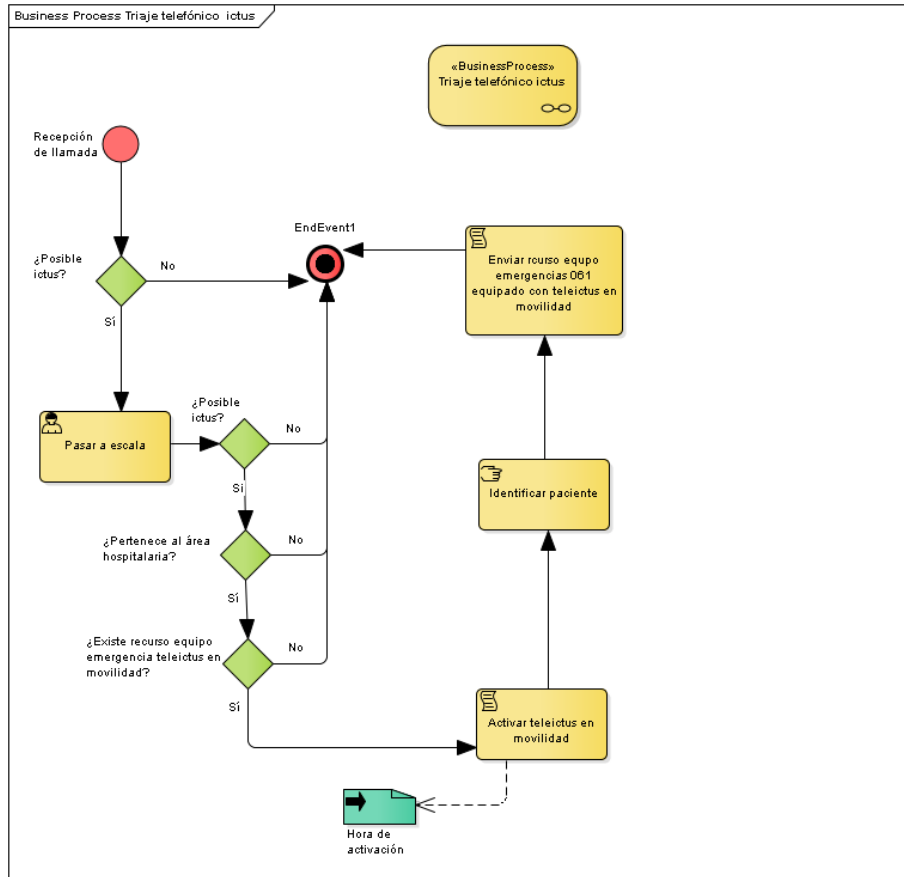 Business Process Triaje telefónico  ictus
«BusinessProcess»
Triaje telefónico ictus
Recepción
de llamada
¿Posible
ictus?
No
Sí
EndEvent1
Enviar rcurso equpo
emergencias 061
equipado con teleictus en
movilidad
Pasar a escala
¿Posible
ictus?
No
Si
Identificar paciente
¿Pertenece al área
hospitalaria?
No
Sí
¿Existe recurso equipo
emergencia teleictus en
movilidad?
No
Sí
Activar teleictus en
movilidad
Hora de
activación